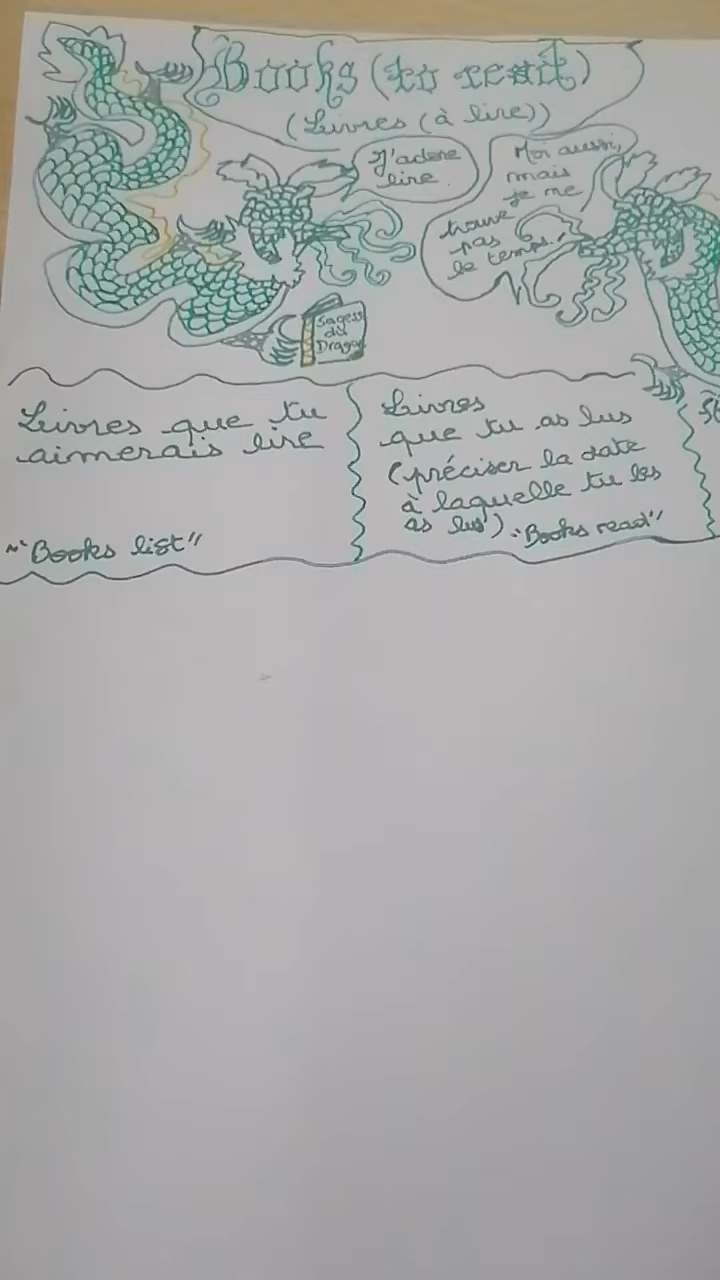 Books (to read)
(Livres (à lire))
J'adore
lire.
Moi aussi,
mais
je ne
trouve
pas
le temps!
Sagesse
du
Dragon
Livres que tu
aimerais lire
~"Books list"
Livres
que tu as lus
(préciser la date
à laquelle tu les
as lus) ."Books read"